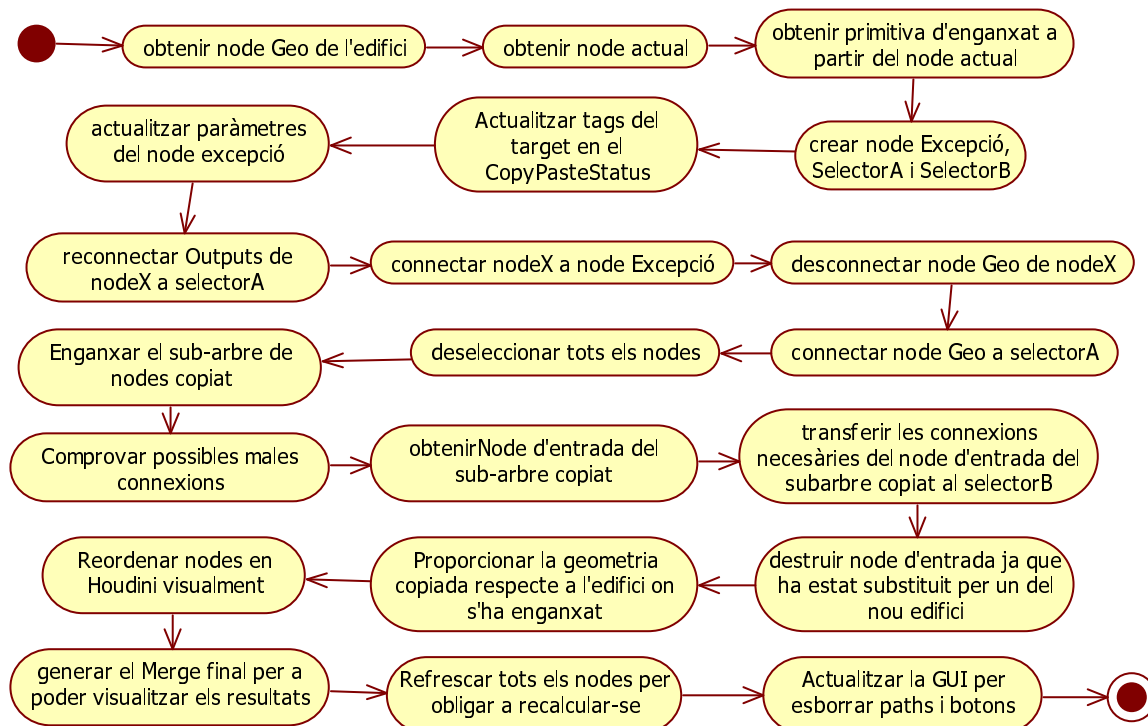 obtenir node Geo de l'edifici
obtenir node actual
obtenir primitiva d'enganxat a
partir del node actual
crear node Excepció,
SelectorA i SelectorB
Actualitzar tags del
target en el
CopyPasteStatus
actualitzar paràmetres
del node excepció
reconnectar Outputs de
nodeX a selectorA
connectar nodeX a node Excepció
desconnectar node Geo de nodeX
connectar node Geo a selectorA
deseleccionar tots els nodes
Enganxar el sub-arbre de
nodes copiat
Comprovar possibles males
connexions
obtenirNode d'entrada del
sub-arbre copiat
transferir les connexions
necesàries del node d'entrada del
subarbre copiat al selectorB
destruir node d'entrada ja que
ha estat substituit per un del
nou edifici
Proporcionar la geometria
copiada respecte a l'edifici on
s'ha enganxat
Reordenar nodes en
Houdini visualment
generar el Merge final per a
poder visualitzar els resultats
Refrescar tots els nodes per
obligar a recalcular-se
Actualitzar la GUI per
esborrar paths i botons